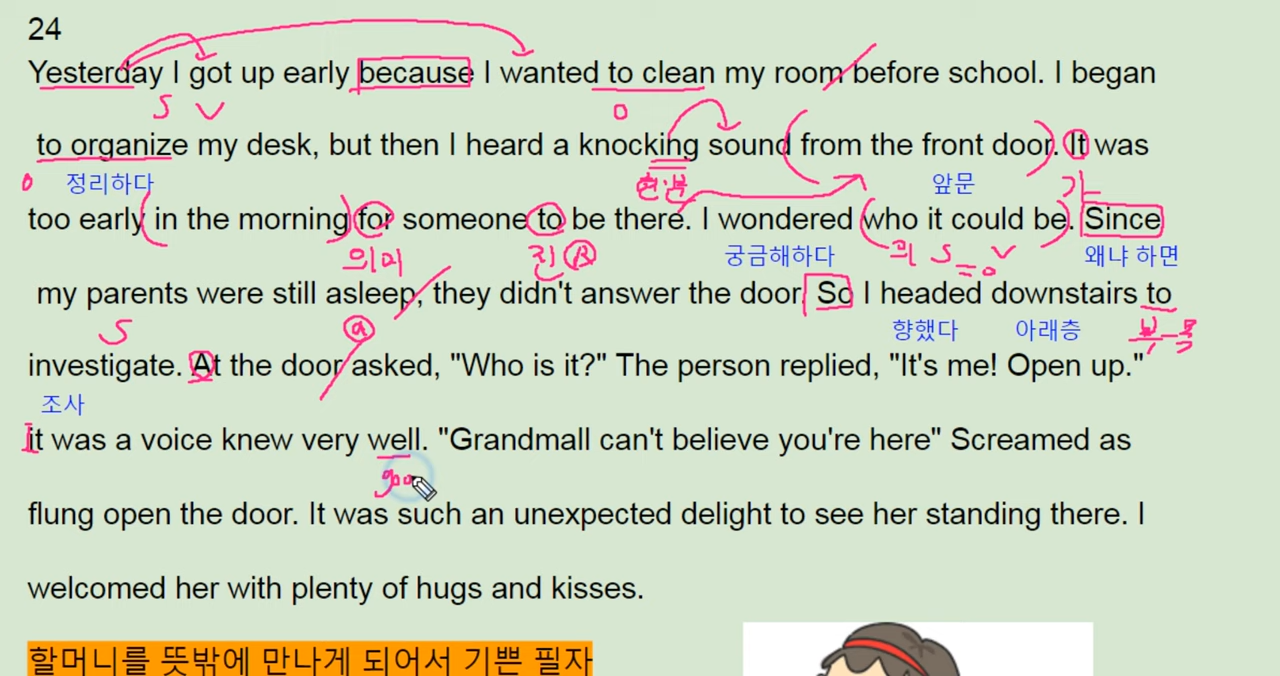 24
Yesterday I got up early because I wanted to clean my room before school. I began
S V O
to organize my desk, but then I heard a knocking sound from the front door. It was
O 정리하다 현·분 앞문 가
too early in the morning for someone to be there. I wondered who it could be. Since
의미 진 궁금해하다 의 S V 왜냐 하면
my parents were still asleep, they didn't answer the door. So I headed downstairs to
S ⓐ 향했다 아래층
investigate. At the door asked, "Who is it?" The person replied, "It's me! Open up."
조사
it was a voice knew very well. "Grandmall can't believe you're here" Screamed as
goo
flung open the door. It was such an unexpected delight to see her standing there. I
welcomed her with plenty of hugs and kisses.
할머니를 뜻밖에 만나게 되어서 기쁜 필자